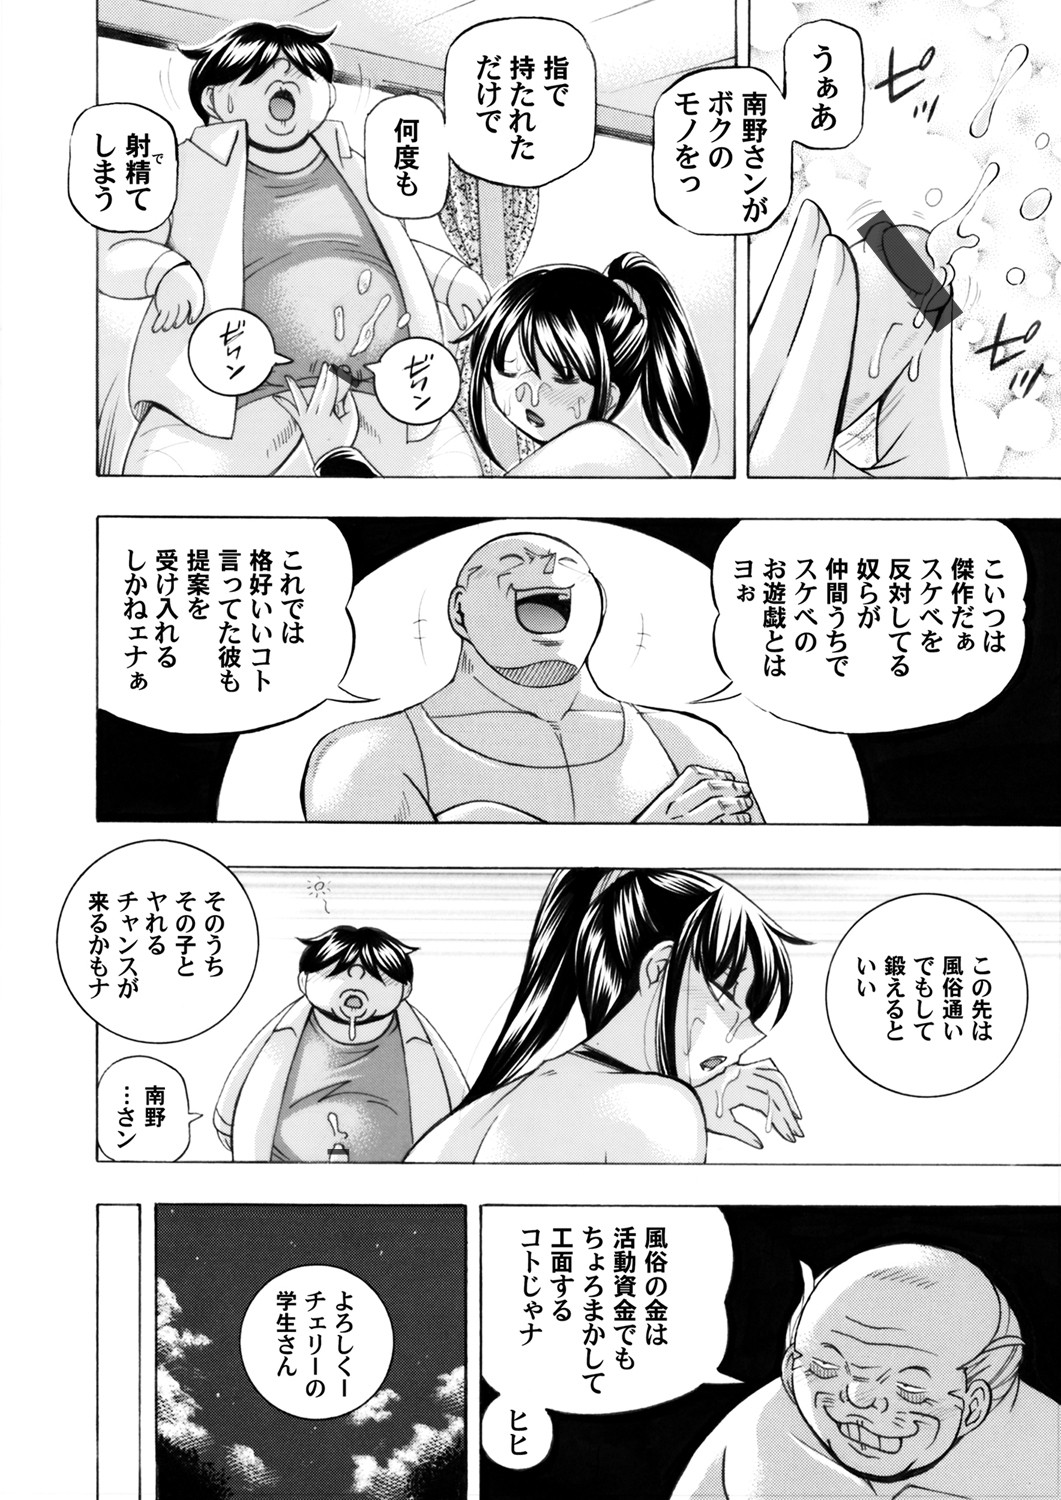 ピ
ッ
ピッ
うぁあ
南野さンが
ボクの
モノをっ
指で
持たれた
だけで
何度も
射精て
で
しまう
ビクン
ビクン
こいつは
傑作だぁ
スケベを
反対してる
奴らが
仲間うちで
スケベの
お遊戯とは
ヨぉ
これでは
格好いいコト
言ってた彼も
提案を
受け入れる
しかねェナぁ
この先は
風俗通い
でもして
鍛えると
いい
そのうち
その子と
ヤれる
チャンスが
来るかもナ
南野
…さン
風俗の金は
活動資金でも
ちょろまかして
工面する
コトじゃナ
ヒヒ
よろしくー
チェリーの
学生さん